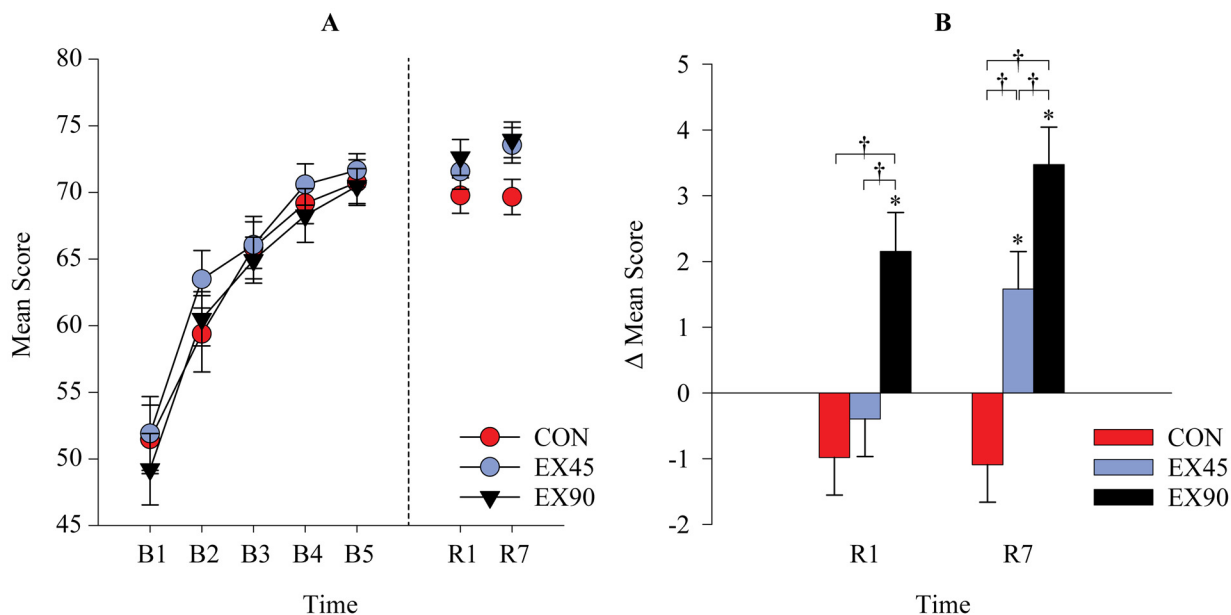 A
Mean Score
80
75
70
65
60
55
50
45
B1 B2 B3 B4 B5 R1 R7
Time
CON
EX45
EX90
B
Δ Mean Score
5
4
3
2
1
0
-1
-2
†
† †
†
†
*
*
*
R1 R7
Time
CON
EX45
EX90